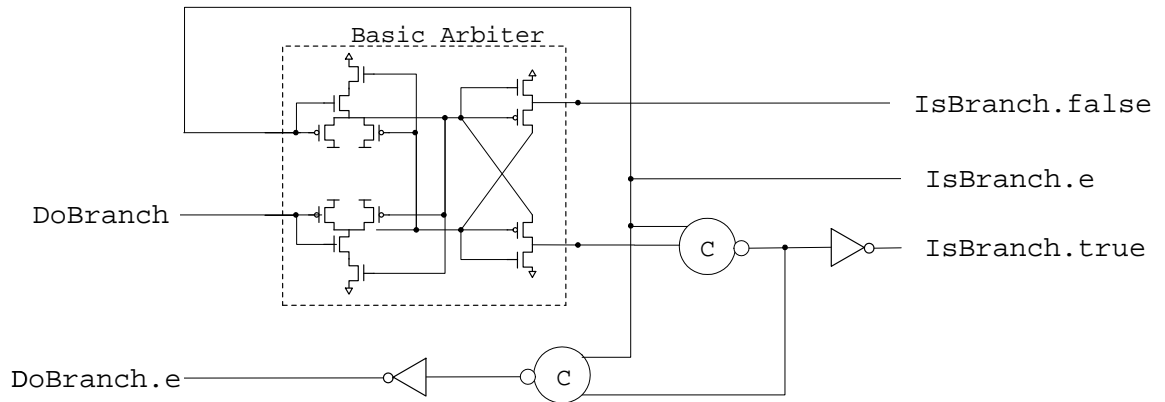 Basic Arbiter
IsBranch.false
IsBranch.e
DoBranch
C
IsBranch.true
DoBranch.e
C